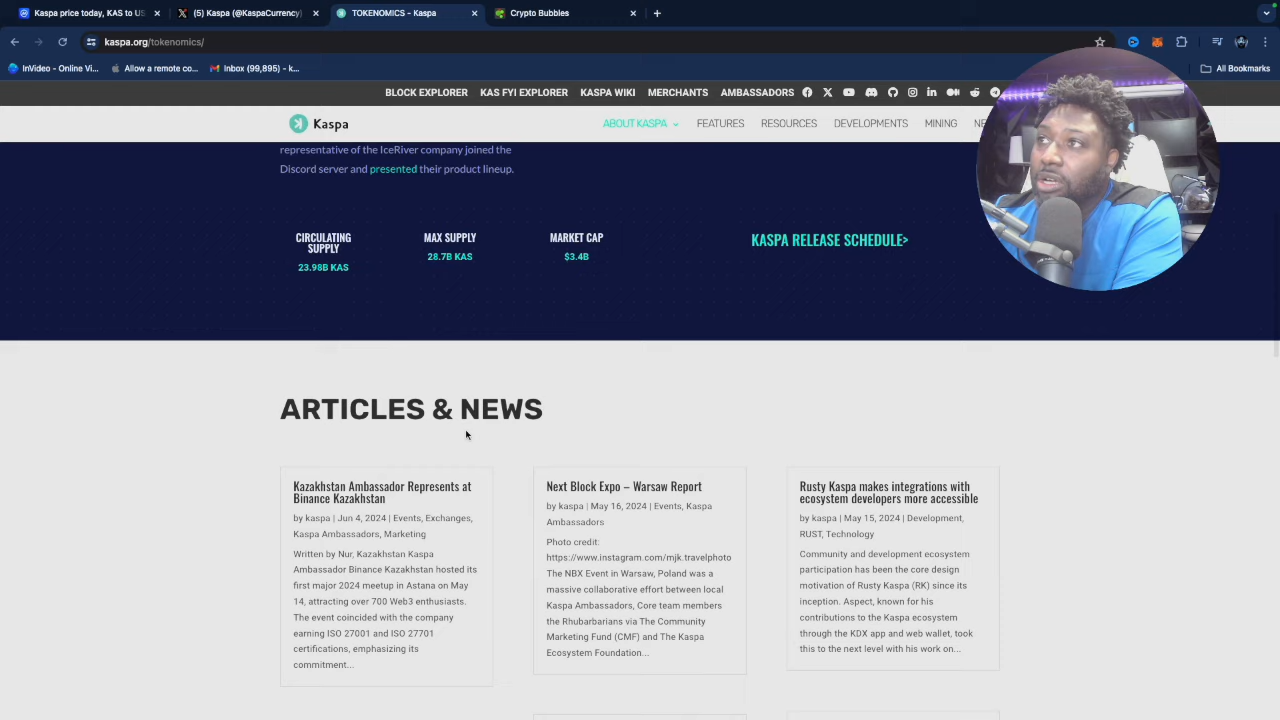 Kaspa price today, KAS to US
(5) Kaspa (@KaspaCurrency)
TOKENOMICS - Kaspa
Crypto Bubbles
kaspa.org/tokenomics/
InVideo - Online Vi...
Allow a remote co...
Inbox (99,895) - k...
All Bookmarks
BLOCK EXPLORER KAS FYI EXPLORER KASPA WIKI MERCHANTS AMBASSADORS
Kaspa
ABOUT KASPA FEATURES RESOURCES DEVELOPMENTS MINING NE
representative of the IceRiver company joined the
Discord server and presented their product lineup.
CIRCULATING
SUPPLY
23.98B KAS
MAX SUPPLY
28.7B KAS
MARKET CAP
$3.4B
KASPA RELEASE SCHEDULE>
ARTICLES & NEWS
Kazakhstan Ambassador Represents at
Binance Kazakhstan
by kaspa | Jun 4, 2024 | Events, Exchanges,
Kaspa Ambassadors, Marketing
Written by Nur, Kazakhstan Kaspa
Ambassador Binance Kazakhstan hosted its
first major 2024 meetup in Astana on May
14, attracting over 700 Web3 enthusiasts.
The event coincided with the company
earning ISO 27001 and ISO 27701
certifications, emphasizing its
commitment...
Next Block Expo – Warsaw Report
by kaspa | May 16, 2024 | Events, Kaspa
Ambassadors
Photo credit:
https://www.instagram.com/mjk.travelphoto
The NBX Event in Warsaw, Poland was a
massive collaborative effort between local
Kaspa Ambassadors, Core team members
the Rhubarbarians via The Community
Marketing Fund (CMF) and The Kaspa
Ecosystem Foundation...
Rusty Kaspa makes integrations with
ecosystem developers more accessible
by kaspa | May 15, 2024 | Development,
RUST, Technology
Community and development ecosystem
participation has been the core design
motivation of Rusty Kaspa (RK) since its
inception. Aspect, known for his
contributions to the Kaspa ecosystem
through the KDX app and web wallet, took
this to the next level with his work on...